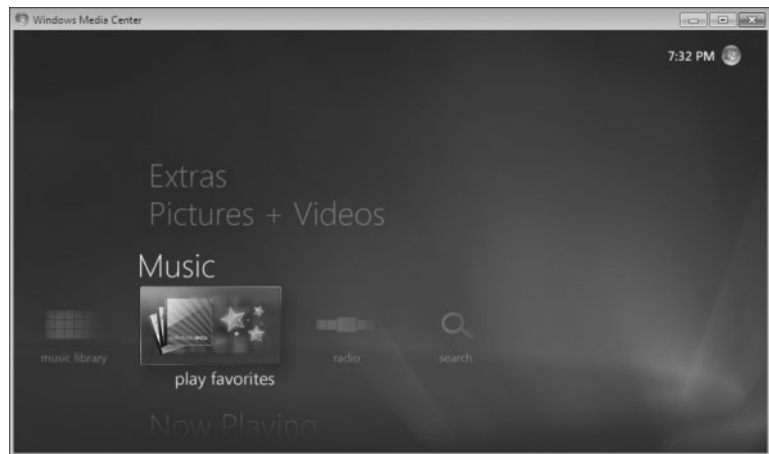 Windows Media Center
7:32 PM
Extras
Pictures + Videos
Music
music library
play favorites
radio
search
Now Playing